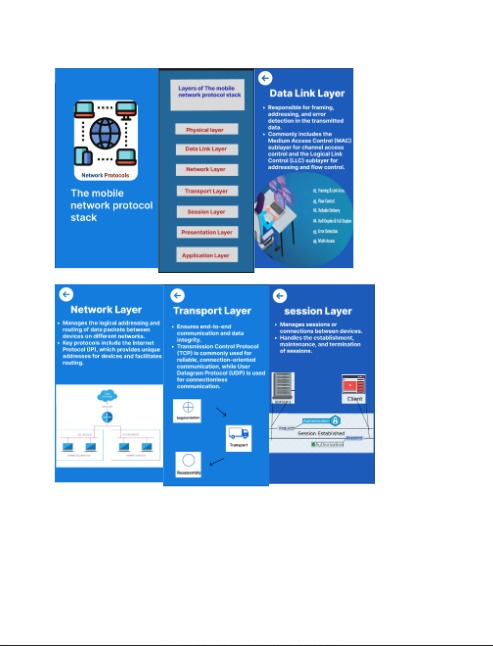 Network Protocols
The mobile
network protocol
stack
Layers of The mobile
network protocol stack
Physical layer
Data Link Layer
Network Layer
Transport Layer
Session Layer
Presentation Layer
Application Layer
Data Link Layer
• Responsible for framing,
addressing, and error
detection in the transmitted
data.
• Commonly includes the
Medium Access Control (MAC)
sublayer for channel access
control and the Logical Link
Control (LLC) sublayer for
addressing and flow control.
02. Flow Control
05. Error Detection
Network Layer
• Manages the logical addressing and
routing of data packets between
devices on different networks.
• Key protocols include the Internet
Protocol (IP), which provides unique
addresses for devices and facilitates
routing.
Transport Layer
• Ensures end-to-end
communication and data
integrity.
• Transmission Control Protocol
(TCP) is commonly used for
reliable, connection-oriented
communication, while User
Datagram Protocol (UDP) is used
for connectionless
communication.
Segmentation
Transport
Reassembly
session Layer
• Manages sessions or
connections between devices.
• Handles the establishment,
maintenance, and termination
of sessions.
Client
Authentication
Session Established
Authorization